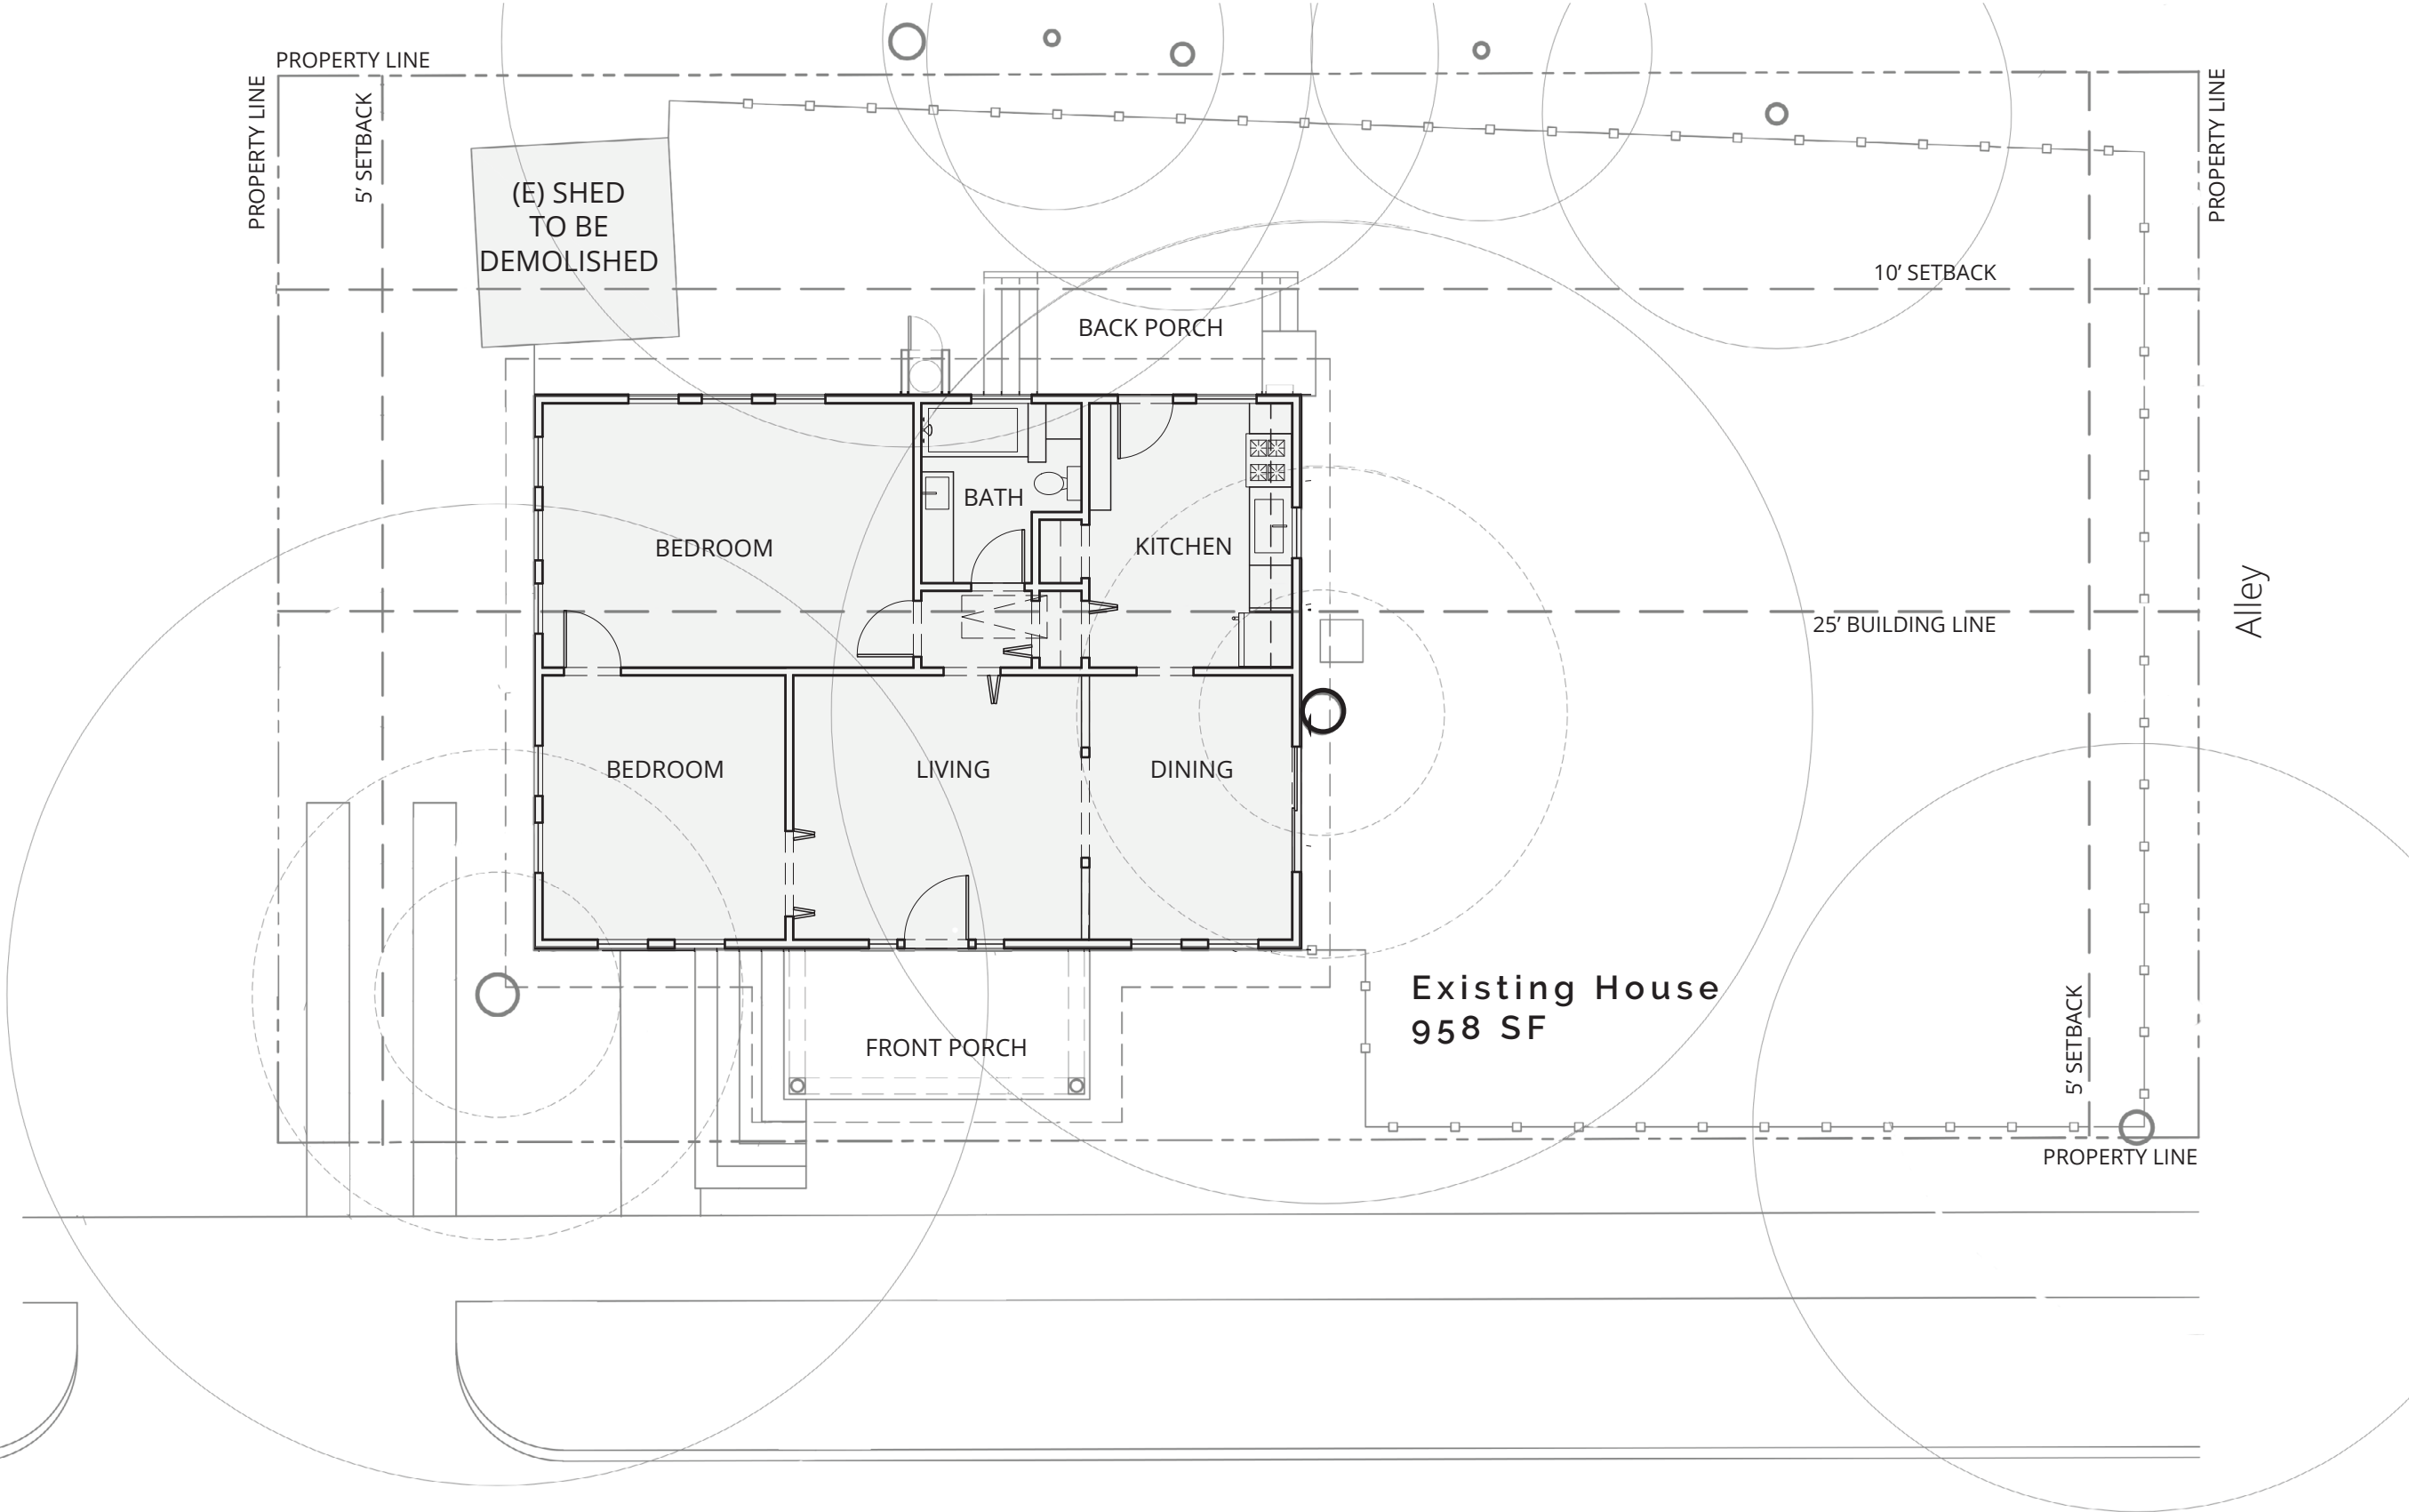 PROPERTY LINE
PROPERTY LINE
5’ SETBACK
PROPERTY LINE
(E) SHED
TO BE
DEMOLISHED
10’ SETBACK
BACK PORCH
BATH
BEDROOM
KITCHEN
Alley
25’ BUILDING LINE
BEDROOM
LIVING
DINING
Existing House
958 SF
FRONT PORCH
5’ SETBACK
PROPERTY LINE